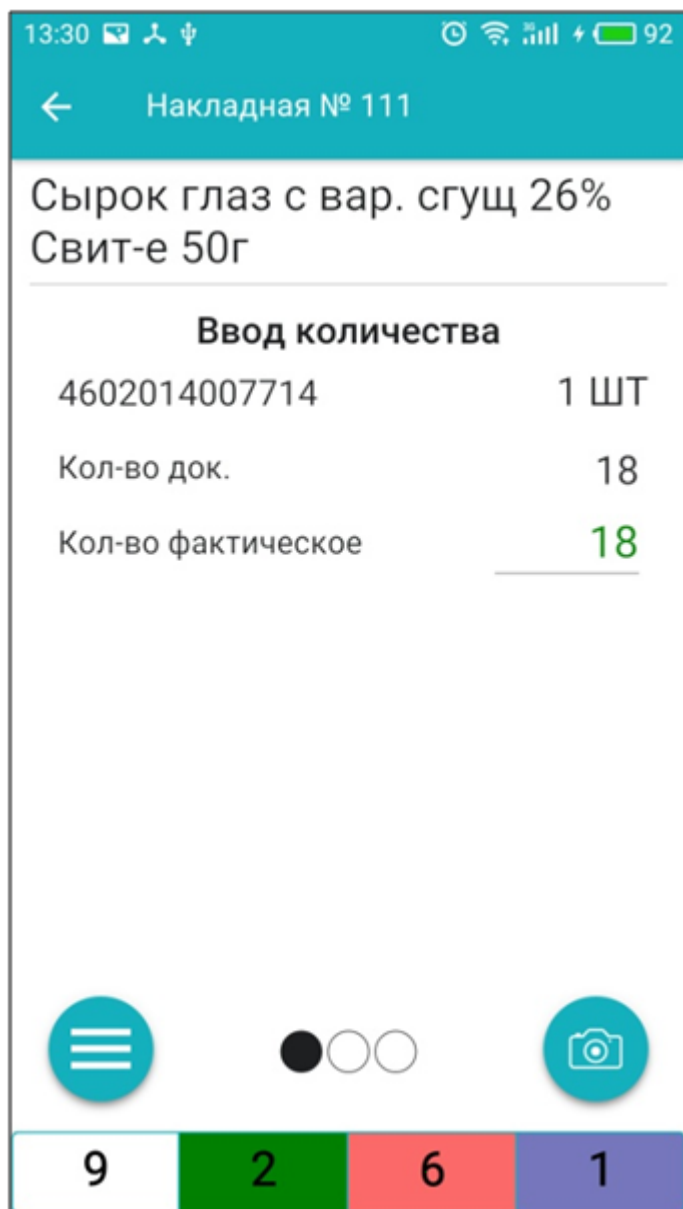 13:30 3G 92
Накладная № 111
Сырок глаз с вар. сгущ 26%
Свит-е 50г
Ввод количества
4602014007714 1 ШТ
Кол-во док. 18
Кол-во фактическое 18
9 2 6 1